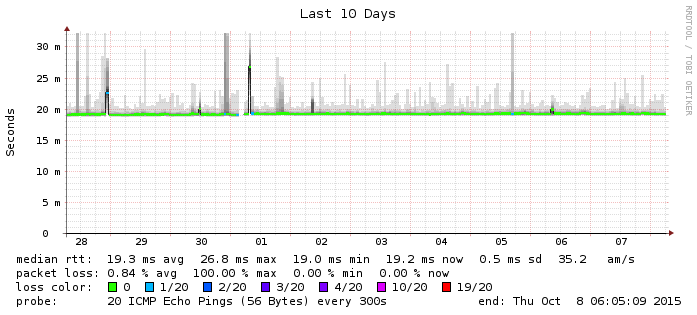 Last 10 Days
RRDTOOL / TOBI OETIKER
Seconds
30 m
25 m
20 m
15 m
10 m
5 m
0
28 29 30 01 02 03 04 05 06 07
median rtt: 19.3 ms avg 26.8 ms max 19.0 ms min 19.2 ms now 0.5 ms sd 35.2 am/s
packet loss: 0.84 % avg 100.00 % max 0.00 % min 0.00 % now
loss color: 0 1/20 2/20 3/20 4/20 10/20 19/20
probe: 20 ICMP Echo Pings (56 Bytes) every 300s end: Thu Oct 8 06:05:09 2015